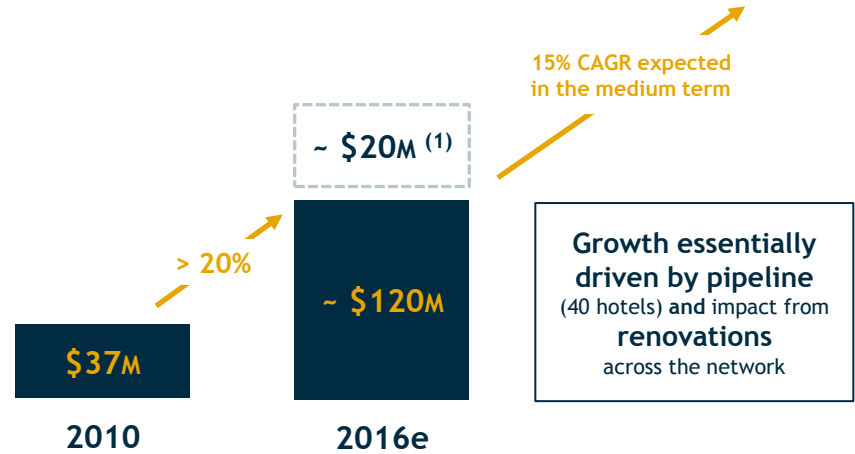 15% CAGR expected
in the medium term
~ $20M (1)
> 20%
~ $120M
$37M
2010
2016e
Growth essentially
driven by pipeline
(40 hotels) and impact from
renovations
across the network